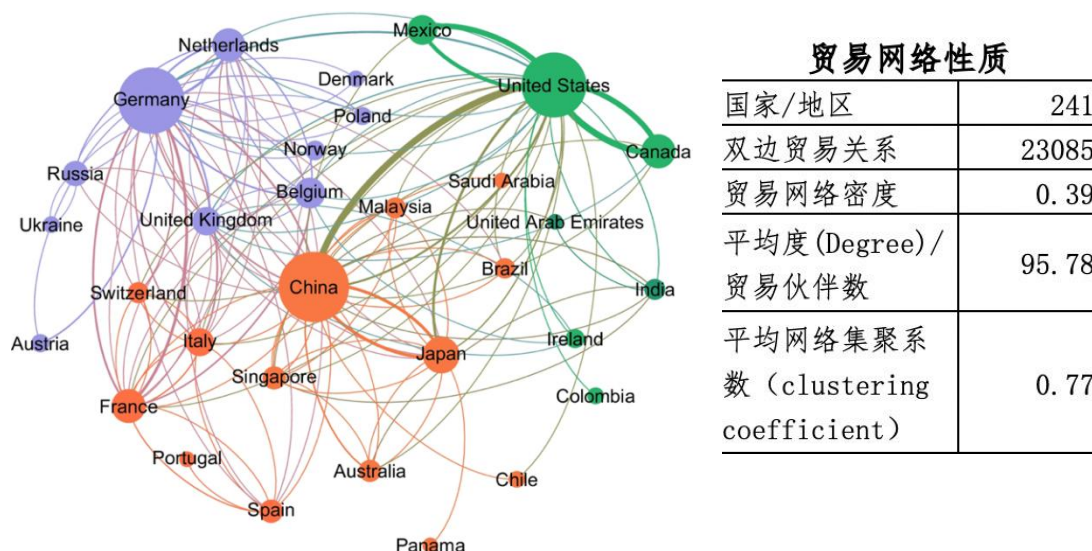 Mexico
Netherlands
United States
Denmark
Germany
Poland
Norway
Canada
Russia
Saudi Arabia
Belgium
Malaysia
Ukraine
United Kingdom
United Arab Emirates
Brazil
China
Switzerland
India
Austria
Italy
Ireland
Japan
Singapore
Colombia
France
Portugal
Australia
Chile
Spain
Panama
贸易网络性质
国家/地区 241
双边贸易关系 23085
贸易网络密度 0.39
平均度(Degree)/
贸易伙伴数 95.78
平均网络集聚系
数（clustering 0.77
coefficient）